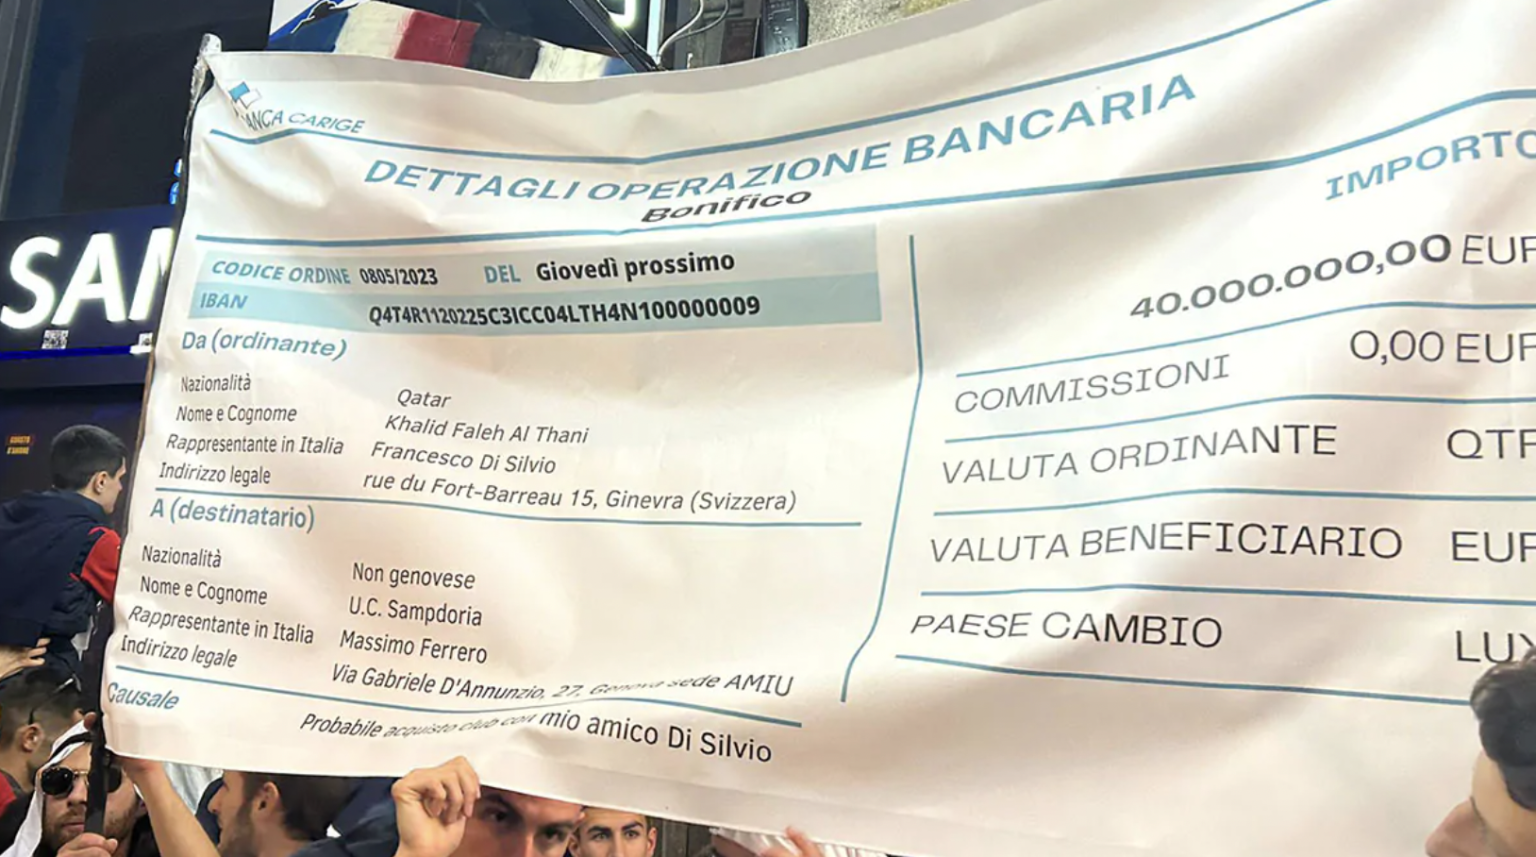 SAM
BANCA CARIGE
DETTAGLI OPERAZIONE BANCARIA
Bonifico
CODICE ORDINE 0805/2023 DEL Giovedì prossimo
IBAN Q4T4R1120225C3ICC04LTH4N100000009
Da (ordinante)
Nazionalità Qatar
Nome e Cognome Khalid Faleh Al Thani
Rappresentante in Italia Francesco Di Silvio
Indirizzo legale rue du Fort-Barreau 15, Ginevra (Svizzera)
A (destinatario)
Nazionalità Non genovese
Nome e Cognome U.C. Sampdoria
Rappresentante in Italia Massimo Ferrero
Indirizzo legale Via Gabriele D'Annunzio, 27, Genova sede AMIU
Causale
Probabile acquisto club con mio amico Di Silvio
IMPORTO
40.000.000,00 EUR
COMMISSIONI 0,00 EUR
VALUTA ORDINANTE QTR
VALUTA BENEFICIARIO EUR
PAESE CAMBIO LUX